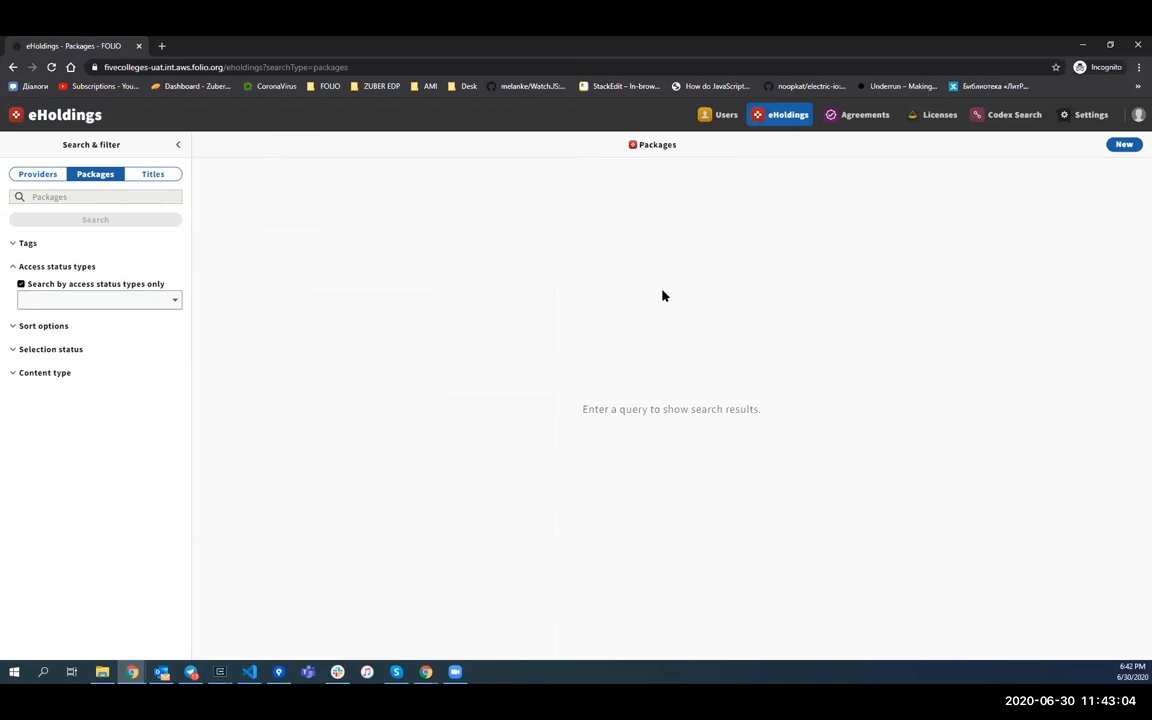 eHoldings - Packages - FOLIO
fivecolleges-uat.int.aws.folio.org/eholdings?searchType=packages
Incognito
Діалоги
Subscriptions - You...
Dashboard - Zuber...
CoronaVirus
FOLIO
ZUBER EDP
AMI
Desk
melanke/WatchJS:...
StackEdit – In-brow...
How do JavaScript...
noopkat/electric-io:...
Underrun – Making...
Библиотека «ЛитР...
»
eHoldings
Users
eHoldings
Agreements
Licenses
Codex Search
Settings
Search & filter
Packages
New
Providers
Packages
Titles
Packages
Search
Tags
Access status types
Search by access status types only
Sort options
Selection status
Content type
Enter a query to show search results.
6:42 PM
6/30/2020
2020-06-30 11:43:04